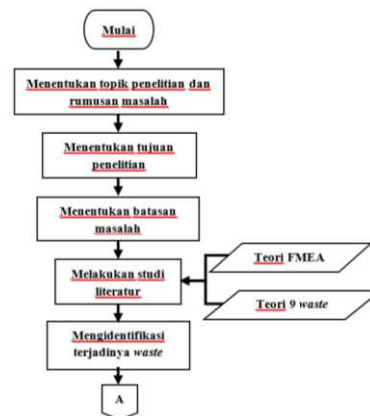 Mulai
Menentukan topik penelitian dan
rumusan masalah
Menentukan tujuan
penelitian
Menentukan batasan
masalah
Melakukan studi
literatur
Teori FMEA
Teori 9 waste
Mengidentifikasi
terjadinya waste
A